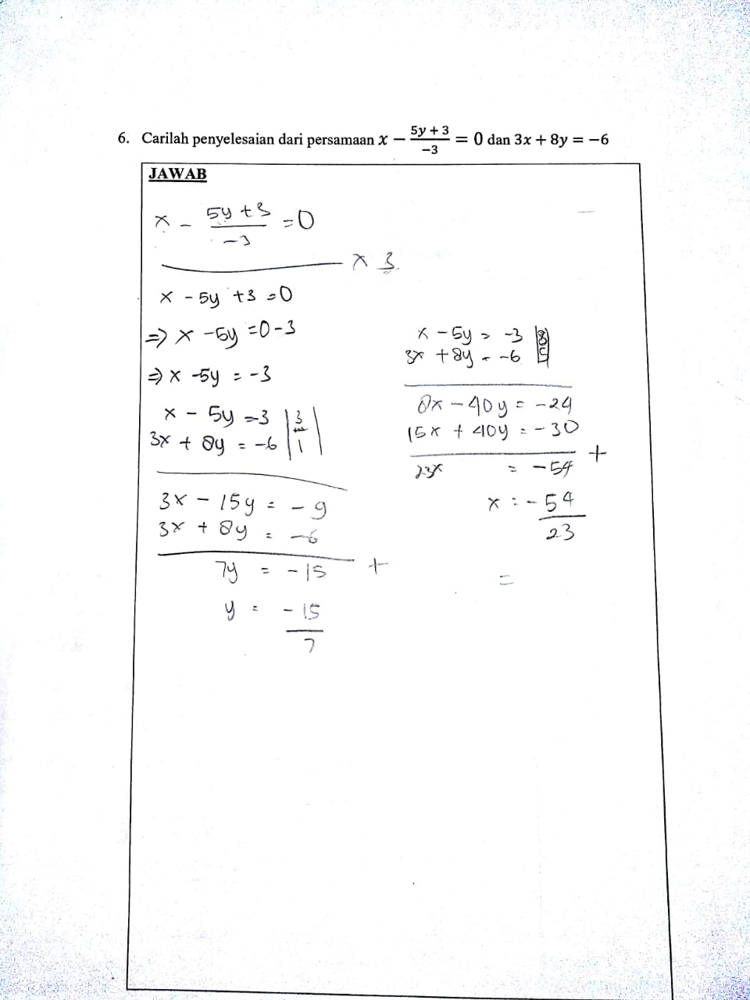 6. Carilah penyelesaian dari persamaan x − (5y + 3)/(−3) = 0 dan 3x + 8y = −6
JAWAB
x − (5y + 3)/(−3) = 0
x 3
x − 5y + 3 = 0
⇒ x − 5y = 0 − 3
⇒ x − 5y = −3
x − 5y = 3 | 3 |
3x + 8y = −6 | 1 |
3x − 15y = −9
3x + 8y = −6
+
7y = −15
y = −15/7
x − 5y = −3 | 8 |
3x + 8y = −6 | 5 |
8x − 40y = −24
15x + 40y = −30
+
23x = −54
x = −54/23
=